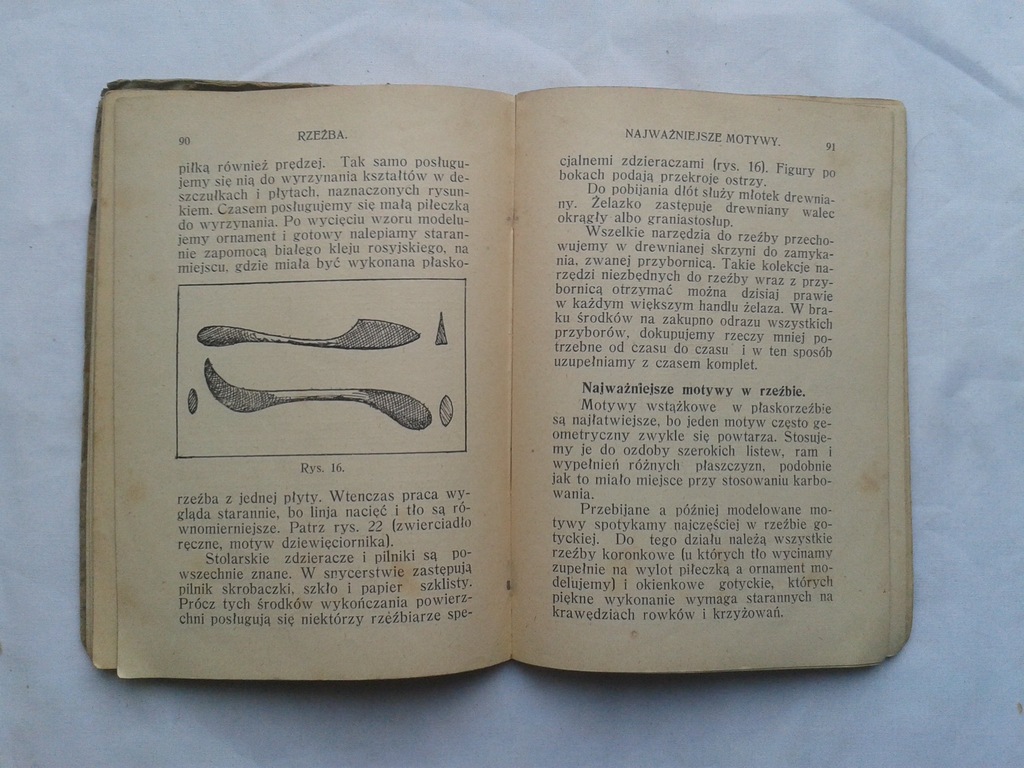 90
RZEŹBA.
piłką również prędzej. Tak samo posługu-
jemy się nią do wyrzynania kształtów w de-
szczułkach i płytach, naznaczonych rysun-
kiem. Czasem posługujemy się małą piłeczką
do wyrzynania. Po wycięciu wzoru modelu-
jemy ornament i gotowy nalepiamy staran-
nie zapomocą białego kleju rosyjskiego, na
miejscu, gdzie miała być wykonana płasko-
Rys. 16.
rzeźba z jednej płyty. Wtenczas praca wy-
gląda starannie, bo linja nacięć i tło są ró-
wnomierniejsze. Patrz rys. 22 (zwierciadło
ręczne, motyw dziewięciornika).
Stolarskie zdzieracze i pilniki są po-
wszechnie znane. W snycerstwie zastępują
pilnik skrobaczki, szkło i papier szklisty.
Prócz tych środków wykończania powierz-
chni posługują się niektórzy rzéźbiarze spe-
NAJWAŻNIEJSZE MOTYWY.
91
cjalnemi zdzieraczami (rys. 16). Figury po
bokach podają przekroje ostrzy.
Do pobijania dłót służy młotek drewnia-
ny. Żelazko zastępuje drewniany walec
okrągły albo graniastosłup.
Wszelkie narzędzia do rzeźby przecho-
wujemy w drewnianej skrzyni do zamyka-
nia, zwanej przybornicą. Takie kolekcje na-
rzędzi niezbędnych do rzeźby wraz z przy-
bornicą otrzymać można dzisiaj prawie
w każdym większym handlu żelaza. W bra-
ku środków na zakupno odrazu wszystkich
przyborów, dokupujemy rzeczy mniej po-
trzebne od czasu do czasu i w ten sposób
uzupełniamy z czasem komplet.
Najważniejsze motywy w rzeźbie.
Motywy wstążkowe w płaskorzeźbie
są najłatwiejsze, bo jeden motyw często ge-
ometryczny zwykle się powtarza. Stosuje-
my je do ozdoby szerokich listew, ram i
wypełnień różnych płaszczyzn, podobnie
jak to miało miejsce przy stosowaniu karbo-
wania.
Przebijane a później modelowane mo-
tywy spotykamy najczęściej w rzeźbie go-
tyckiej. Do tego działu należą wszystkie
rzeźby koronkowe (u których tło wycinamy
zupełnie na wylot piłeczką a ornament mo-
delujemy) i okienkowe gotyckie, których
piękne wykonanie wymaga starannych na
krawędziach rowków i krzyżowań.